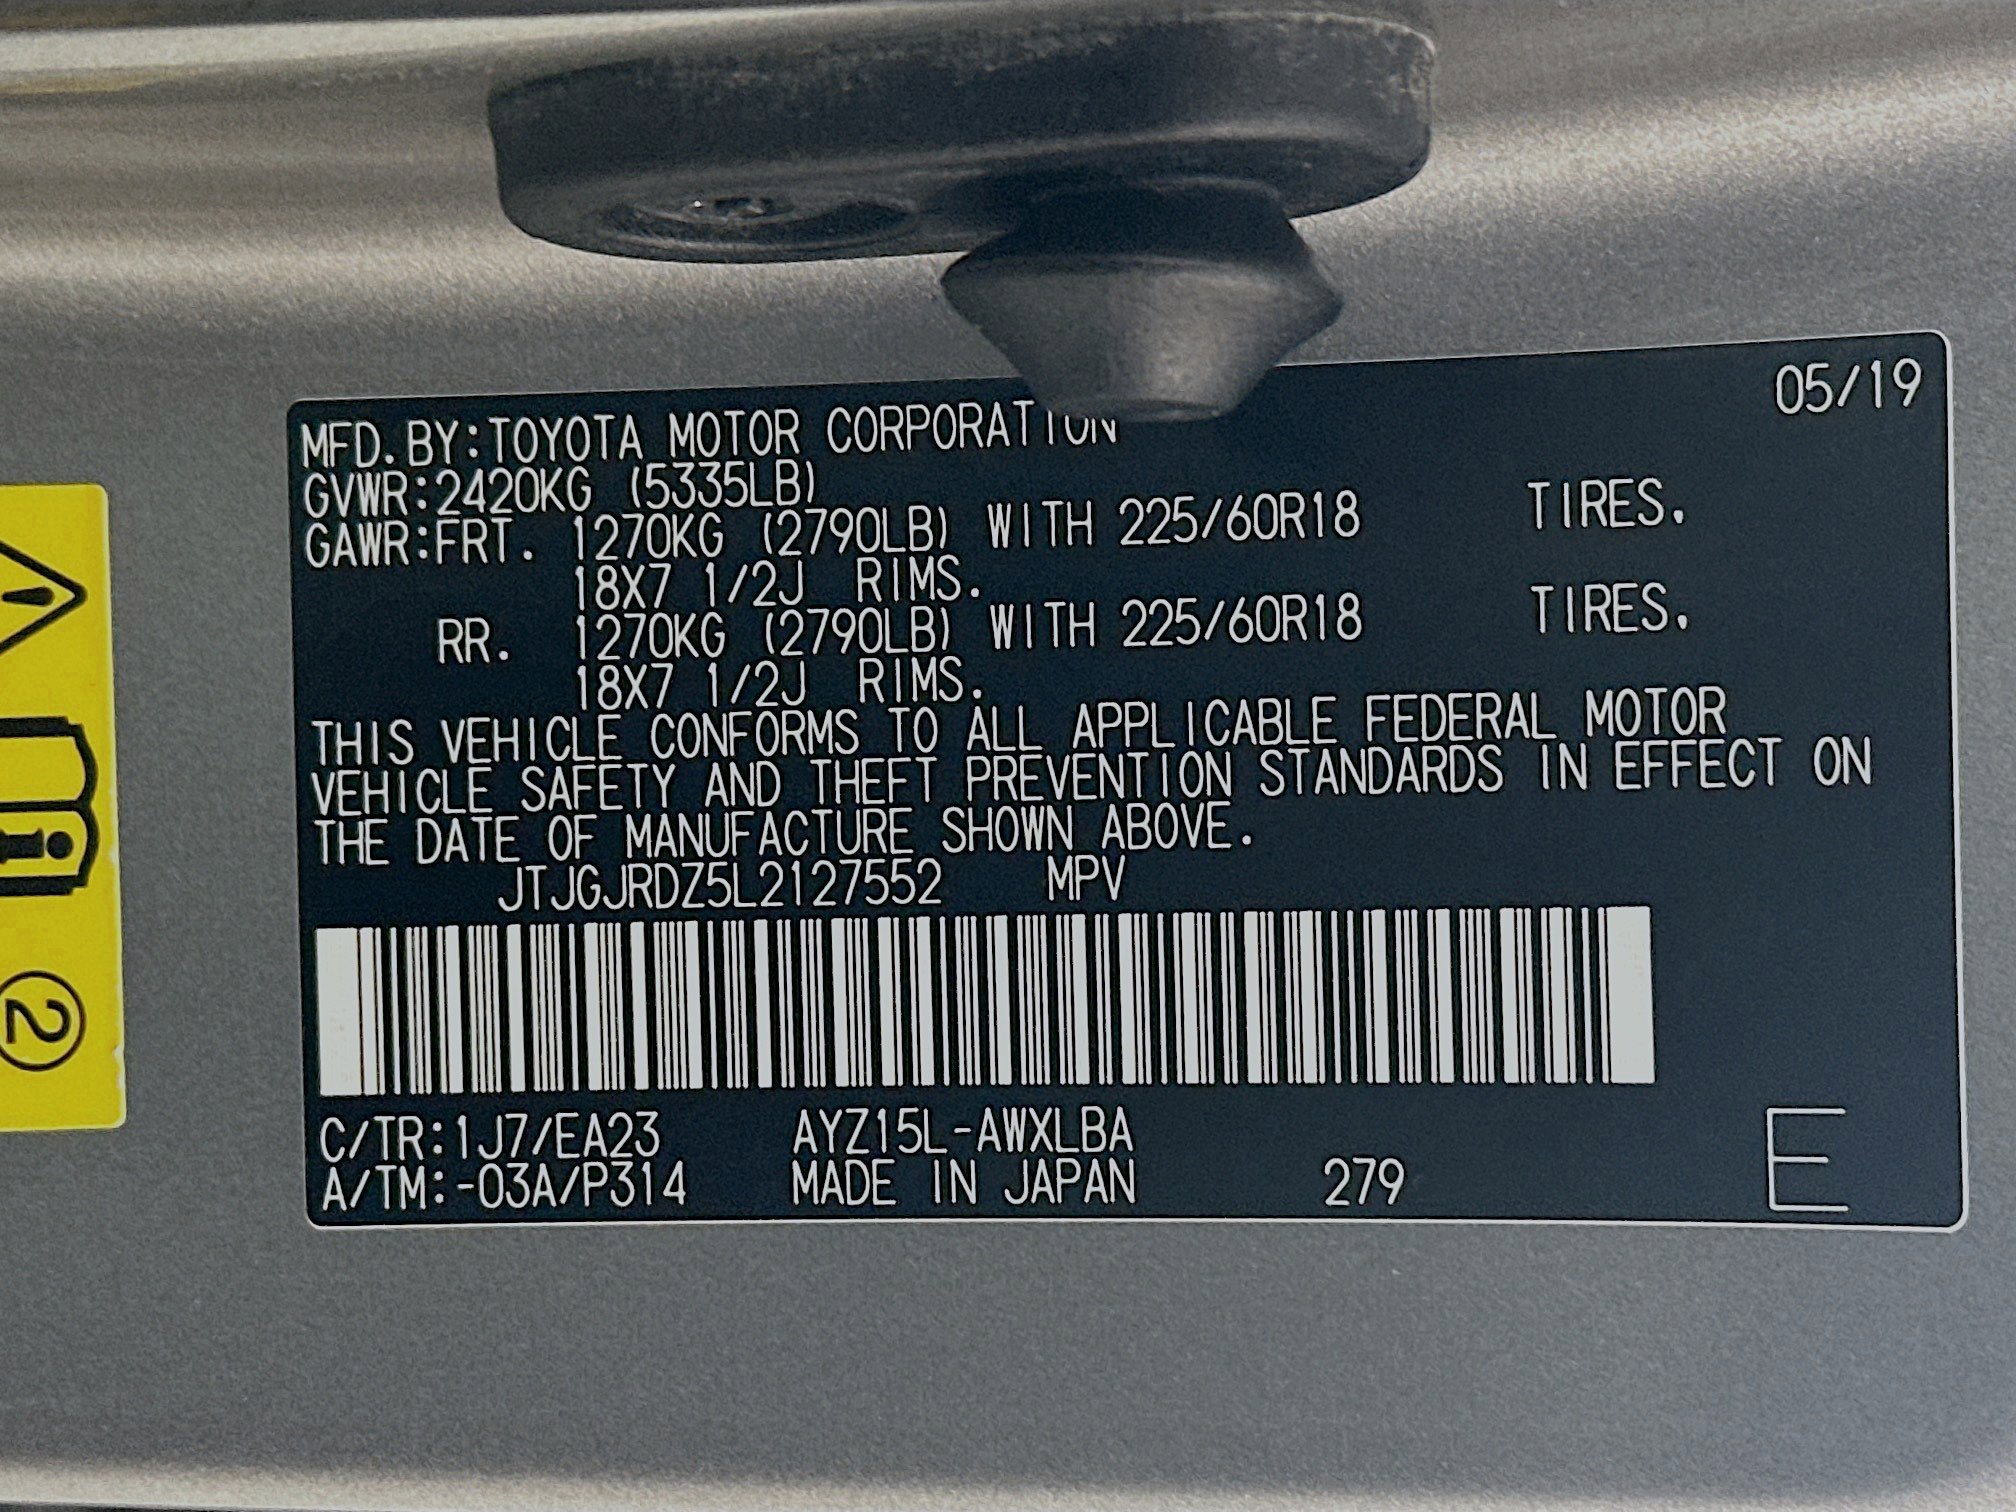 05/19
MFD.BY:TOYOTA MOTOR CORPORATION
GVWR:2420KG (5335LB)
GAWR:FRT. 1270KG (2790LB) WITH 225/60R18 TIRES.
18X7 1/2J RIMS.
RR. 1270KG (2790LB) WITH 225/60R18 TIRES.
18X7 1/2J RIMS.
THIS VEHICLE CONFORMS TO ALL APPLICABLE FEDERAL MOTOR
VEHICLE SAFETY AND THEFT PREVENTION STANDARDS IN EFFECT ON
THE DATE OF MANUFACTURE SHOWN ABOVE.
JTJGJRDZ5L2127552 MPV
C/TR:1J7/EA23 AYZ15L-AWXLBA
A/TM:-03A/P314 MADE IN JAPAN 279 E
!
i
2